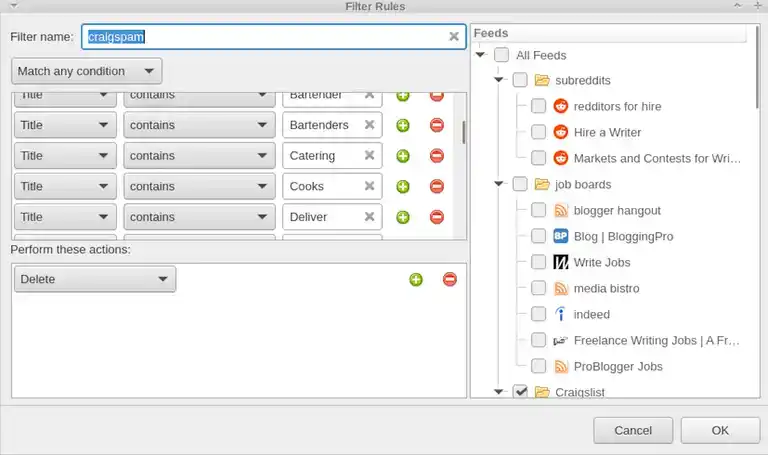 Filter Rules
Filter name: cralgspam
Match any condition
Title contains Bartender
Title contains Bartenders
Title contains Catering
Title contains Cooks
Title contains Deliver
Perform these actions:
Delete
Feeds
All Feeds
subreddits
redditors for hire
Hire a Writer
Markets and Contests for Wri...
job boards
blogger hangout
BP Blog | BloggingPro
W Write Jobs
media bistro
indeed
Freelance Writing Jobs | A Fr...
ProBlogger Jobs
Craigslist
Cancel OK